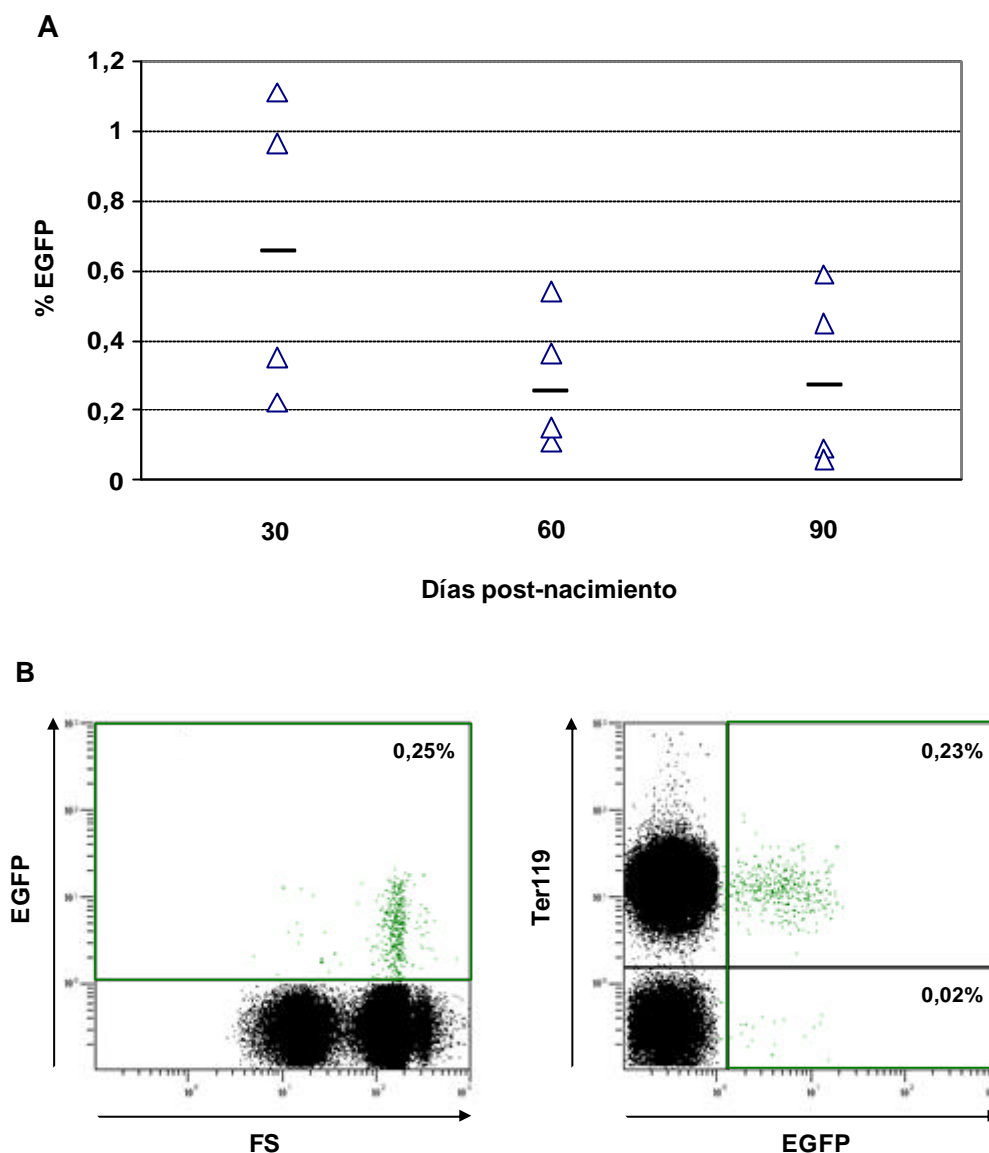 A
1,2
1
0,8
0,6
0,4
0,2
0
% EGFP
30
60
90
Días post-nacimiento
B
0,25%
EGFP
FS
0,23%
0,02%
Ter119
EGFP